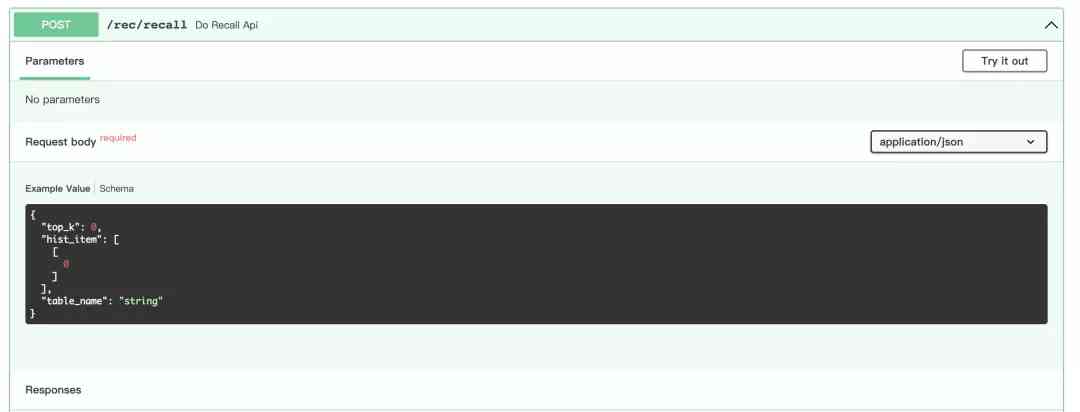 POST /rec/recall Do Recall Api
Parameters
Try it out
No parameters
Request body required
application/json
Example Value Schema
{
"top_k": 0,
"hist_item": [
[
0
]
],
"table_name": "string"
}
Responses